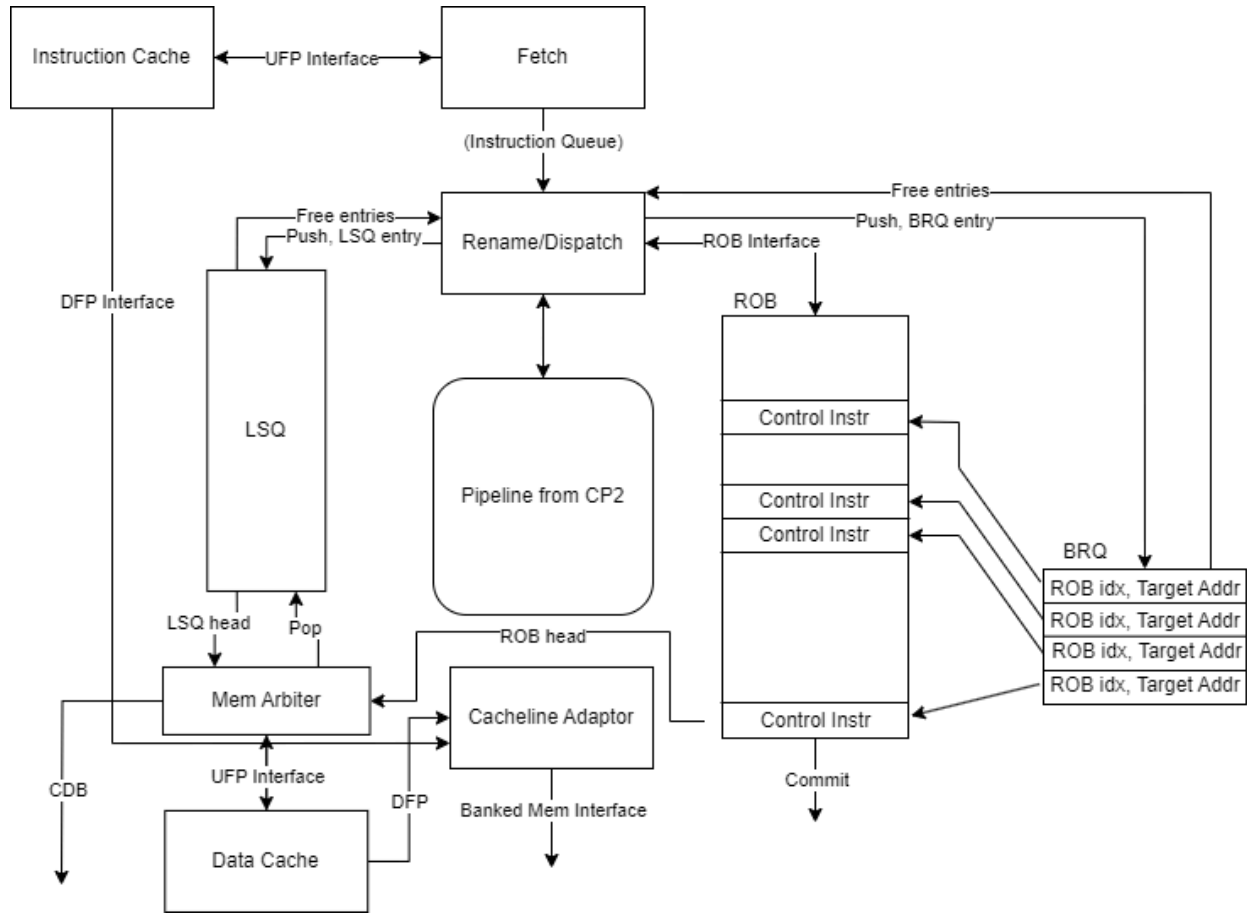 Instruction Cache
UFP Interface
Fetch
(Instruction Queue)
Free entries
Free entries
Push, LSQ entry
Push, BRQ entry
Rename/Dispatch
ROB Interface
DFP Interface
ROB
LSQ
Control Instr
Pipeline from CP2
Control Instr
Control Instr
BRQ
ROB idx, Target Addr
ROB idx, Target Addr
ROB idx, Target Addr
ROB idx, Target Addr
LSQ head
Pop
ROB head
Mem Arbiter
Cacheline Adaptor
Control Instr
UFP Interface
CDB
DFP
Banked Mem Interface
Commit
Data Cache